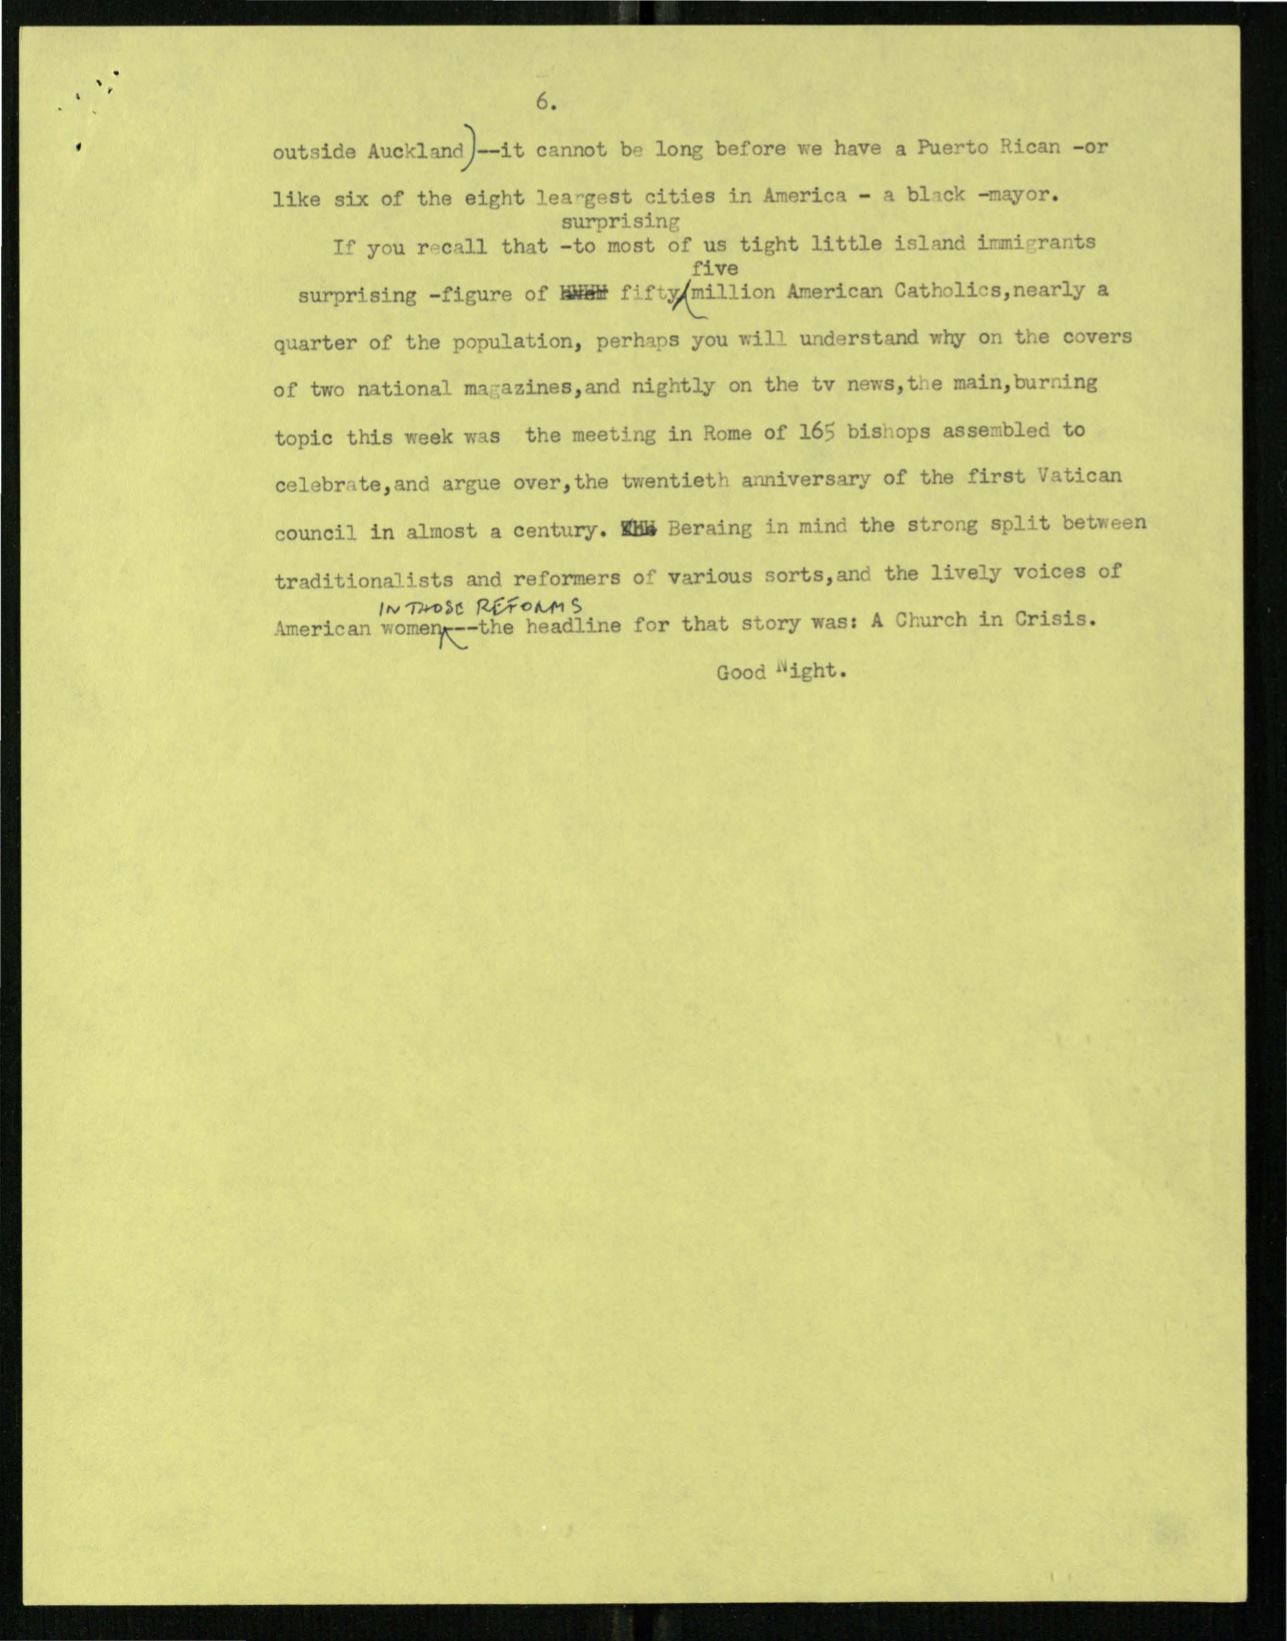 6.
outside Auckland)--it cannot be long before we have a Puerto Rican -or
like six of the eight leargest cities in America - a black -mayor.
surprising
If you recall that -to most of us tight little island immigrants
five
surprising -figure of fifty million American Catholics,nearly a
quarter of the population, perhaps you will understand why on the covers
of two national magazines,and nightly on the tv news,the main,burning
topic this week was the meeting in Rome of 165 bishops assembled to
celebrate,and argue over,the twentieth anniversary of the first Vatican
council in almost a century. Beraing in mind the strong split between
traditionalists and reformers of various sorts,and the lively voices of
IN THOSE REFORMS
American women,--the headline for that story was: A Church in Crisis.
Good Night.